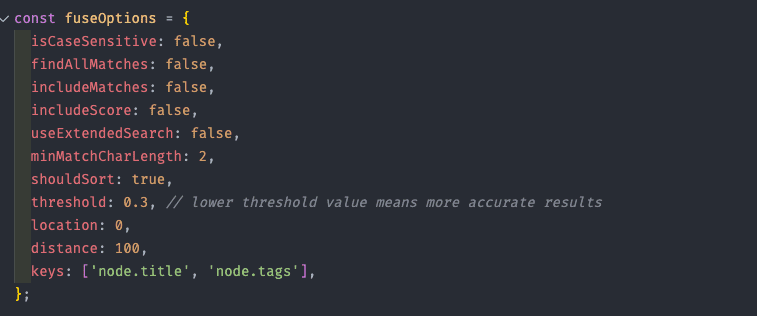 const fuseOptions = {
isCaseSensitive: false,
findAllMatches: false,
includeMatches: false,
includeScore: false,
useExtendedSearch: false,
minMatchCharLength: 2,
shouldSort: true,
threshold: 0.3, // lower threshold value means more accurate results
location: 0,
distance: 100,
keys: ['node.title', 'node.tags'],
};